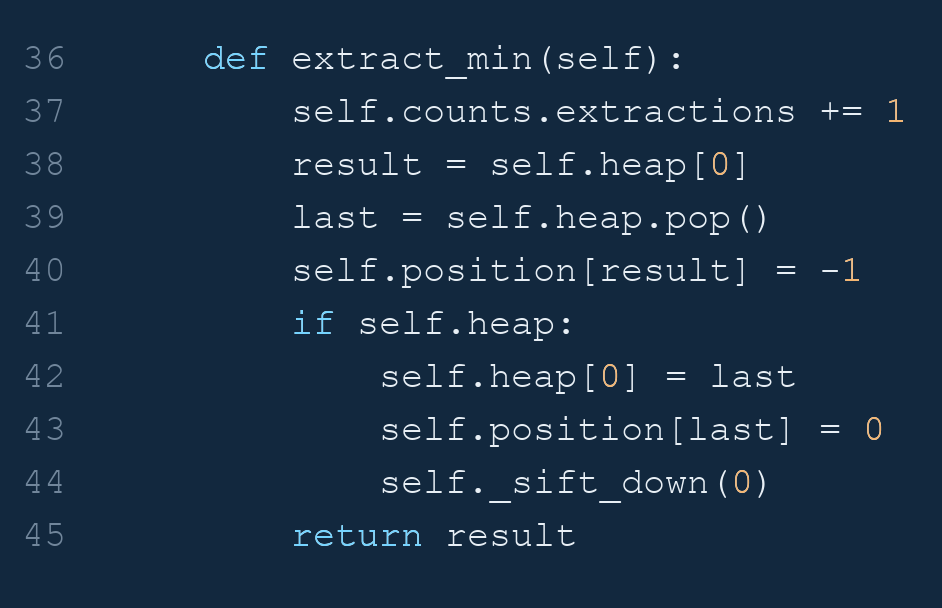 36 def extract_min(self):
37 self.counts.extractions += 1
38 result = self.heap[0]
39 last = self.heap.pop()
40 self.position[result] = -1
41 if self.heap:
42 self.heap[0] = last
43 self.position[last] = 0
44 self._sift_down(0)
45 return result